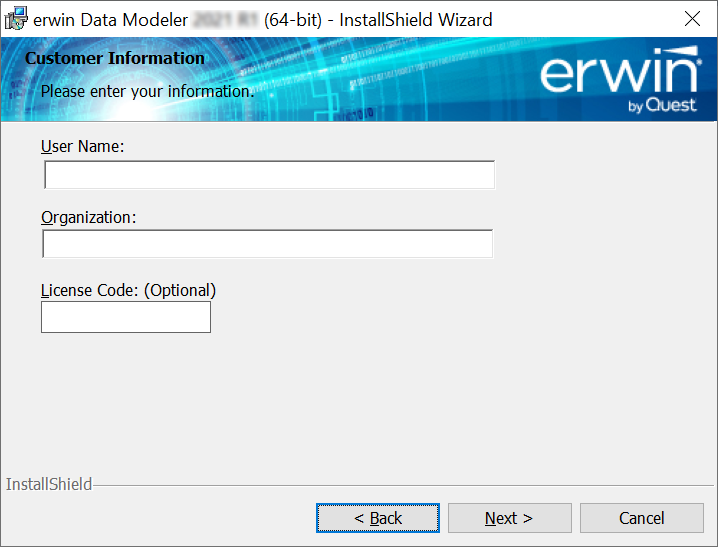 erwin Data Modeler (64-bit) - InstallShield Wizard
Customer Information
Please enter your information.
erwin
by Quest
User Name:
Organization:
License Code: (Optional)
InstallShield
< Back
Next >
Cancel